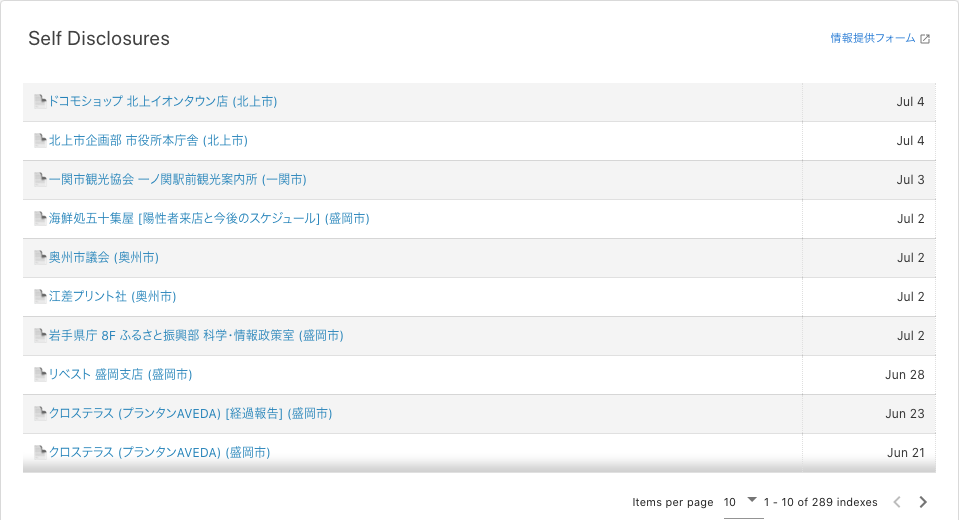 Self Disclosures
情報提供フォーム
ドコモショップ 北上イオンタウン店 (北上市) Jul 4
北上市企画部 市役所本庁舎 (北上市) Jul 4
一関市観光協会 一ノ関駅前観光案内所 (一関市) Jul 3
海鮮処五十集屋 [陽性者来店と今後のスケジュール] (盛岡市) Jul 2
奥州市議会 (奥州市) Jul 2
江差プリント社 (奥州市) Jul 2
岩手県庁 8F ふるさと振興部 科学・情報政策室 (盛岡市) Jul 2
リベスト 盛岡支店 (盛岡市) Jun 28
クロステラス (プランタンAVEDA) [経過報告] (盛岡市) Jun 23
クロステラス (プランタンAVEDA) (盛岡市) Jun 21
Items per page 10 1 - 10 of 289 indexes